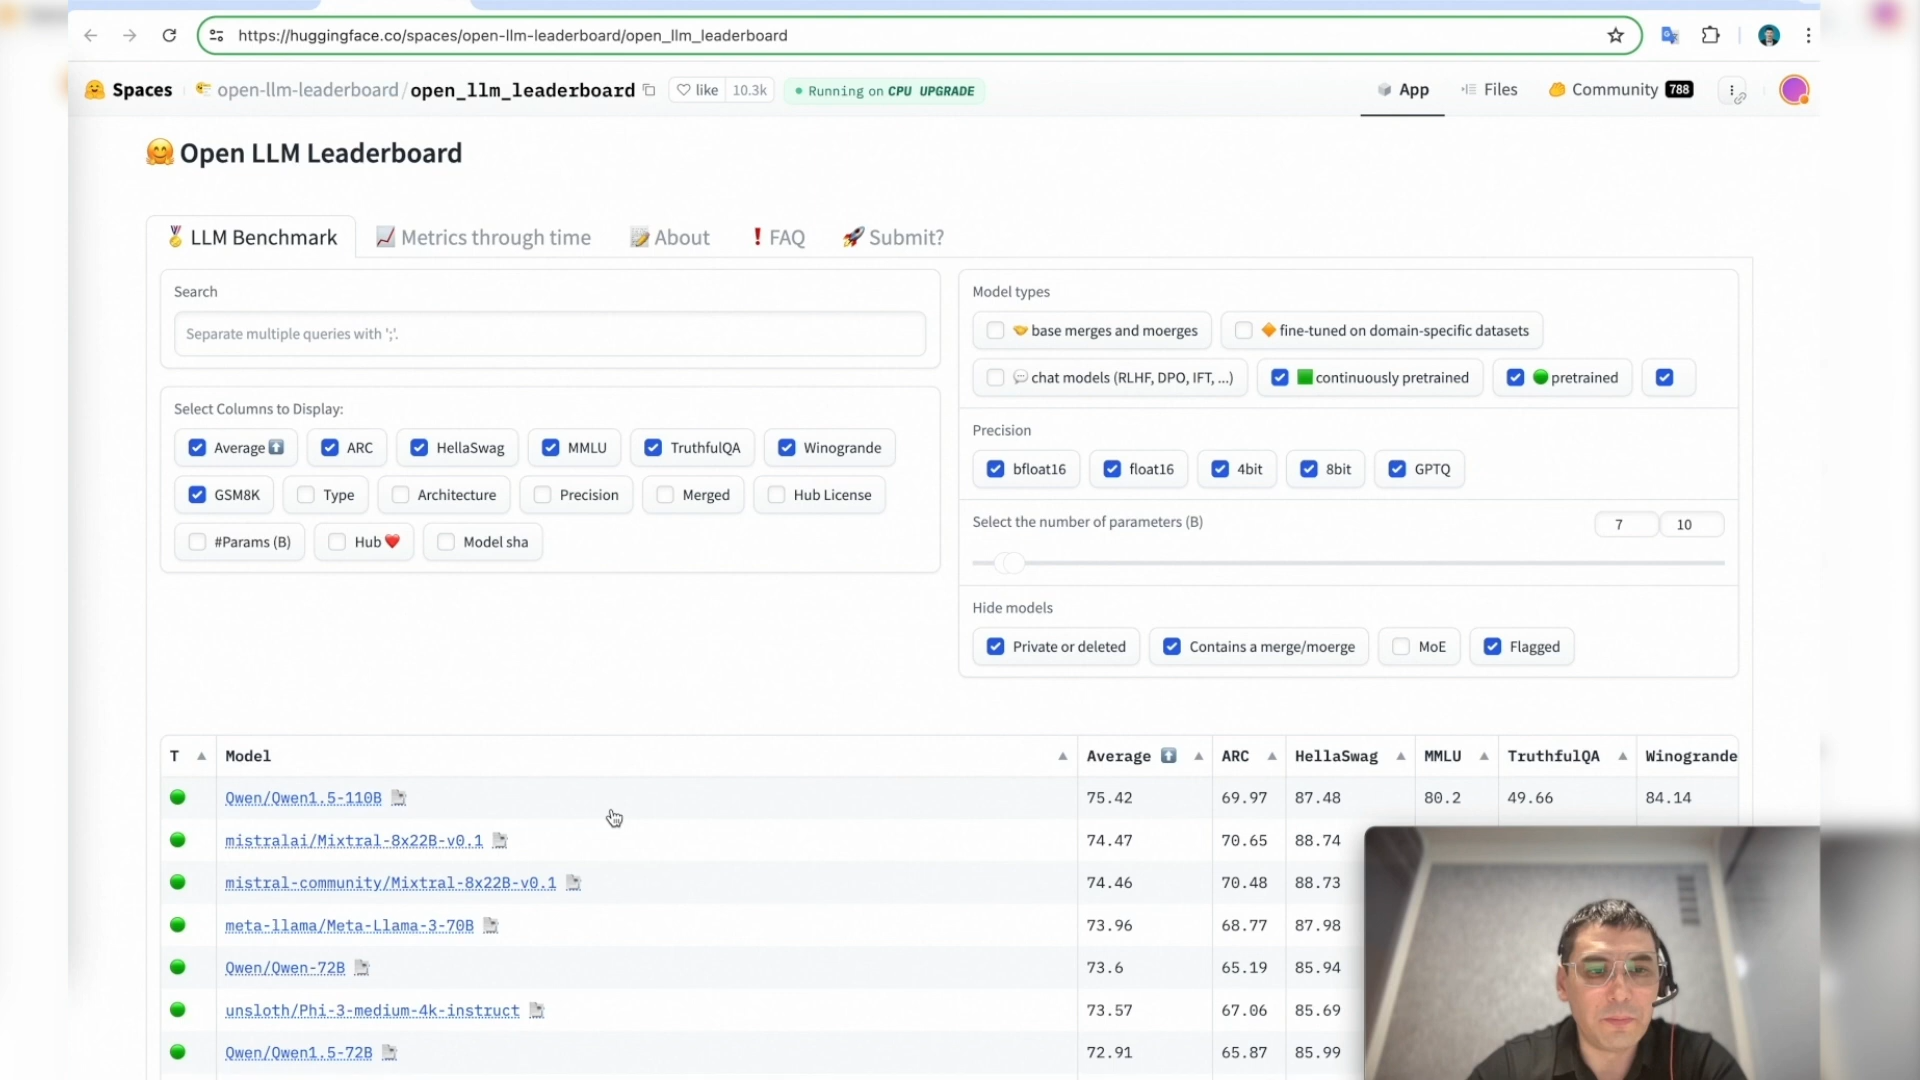 https://huggingface.co/spaces/open-llm-leaderboard/open_llm_leaderboard
Spaces open-llm-leaderboard/open_llm_leaderboard like 10.3k Running on CPU UPGRADE App Files Community 788
Open LLM Leaderboard
LLM Benchmark Metrics through time About FAQ Submit?
Search
Separate multiple queries with ';'.
Select Columns to Display:
Average ARC HellaSwag MMLU TruthfulQA Winogrande
GSM8K Type Architecture Precision Merged Hub License
#Params (B) Hub Model sha
Model types
base merges and moerges fine-tuned on domain-specific datasets
chat models (RLHF, DPO, IFT, ...) continuously pretrained pretrained
Precision
bfloat16 float16 4bit 8bit GPTQ
Select the number of parameters (B) 7 10
Hide models
Private or deleted Contains a merge/moerge MoE Flagged
T Model Average ARC HellaSwag MMLU TruthfulQA Winogrande
Qwen/Qwen1.5-110B 75.42 69.97 87.48 80.2 49.66 84.14
mistralai/Mixtral-8x22B-v0.1 74.47 70.65 88.74
mistral-community/Mixtral-8x22B-v0.1 74.46 70.48 88.73
meta-llama/Meta-Llama-3-70B 73.96 68.77 87.98
Qwen/Qwen-72B 73.6 65.19 85.94
unsloth/Phi-3-medium-4k-instruct 73.57 67.06 85.69
Qwen/Qwen1.5-72B 72.91 65.87 85.99